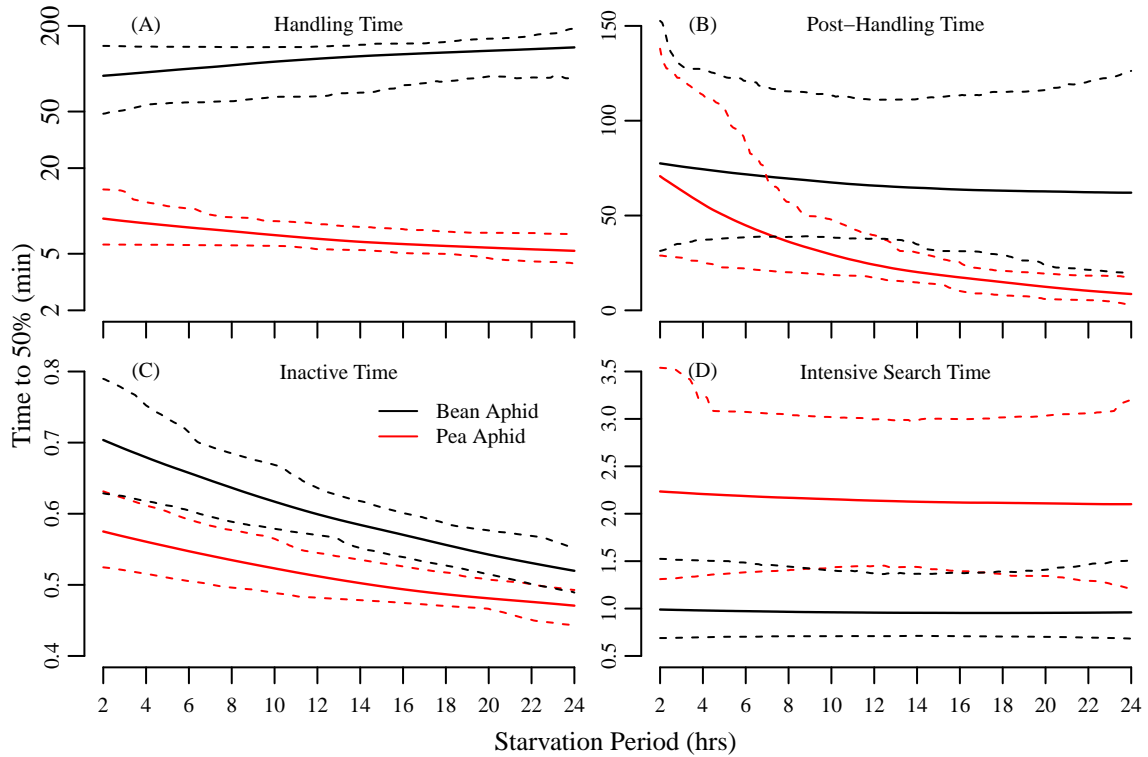 (A) Handling Time
200
50
20
5
2
(B) Post−Handling Time
150
100
50
0
Time to 50% (min)
(C) Inactive Time
0.8
0.7
0.6
0.5
0.4
Bean Aphid
Pea Aphid
2 4 6 8 10 12 14 16 18 20 22 24
(D) Intensive Search Time
3.5
3.0
2.5
2.0
1.5
1.0
0.5
2 4 6 8 10 12 14 16 18 20 22 24
Starvation Period (hrs)